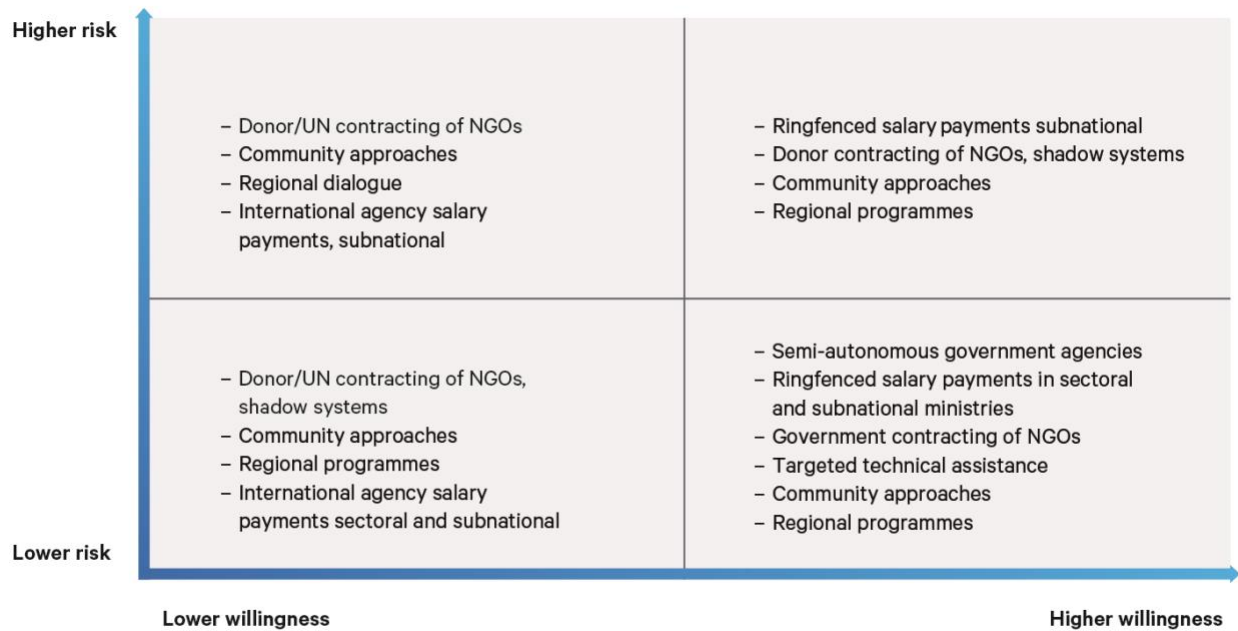 Higher risk
– Donor/UN contracting of NGOs
– Community approaches
– Regional dialogue
– International agency salary
payments, subnational
– Ringfenced salary payments subnational
– Donor contracting of NGOs, shadow systems
– Community approaches
– Regional programmes
– Donor/UN contracting of NGOs,
shadow systems
– Community approaches
– Regional programmes
– International agency salary
payments sectoral and subnational
– Semi-autonomous government agencies
– Ringfenced salary payments in sectoral
and subnational ministries
– Government contracting of NGOs
– Targeted technical assistance
– Community approaches
– Regional programmes
Lower risk
Lower willingness
Higher willingness